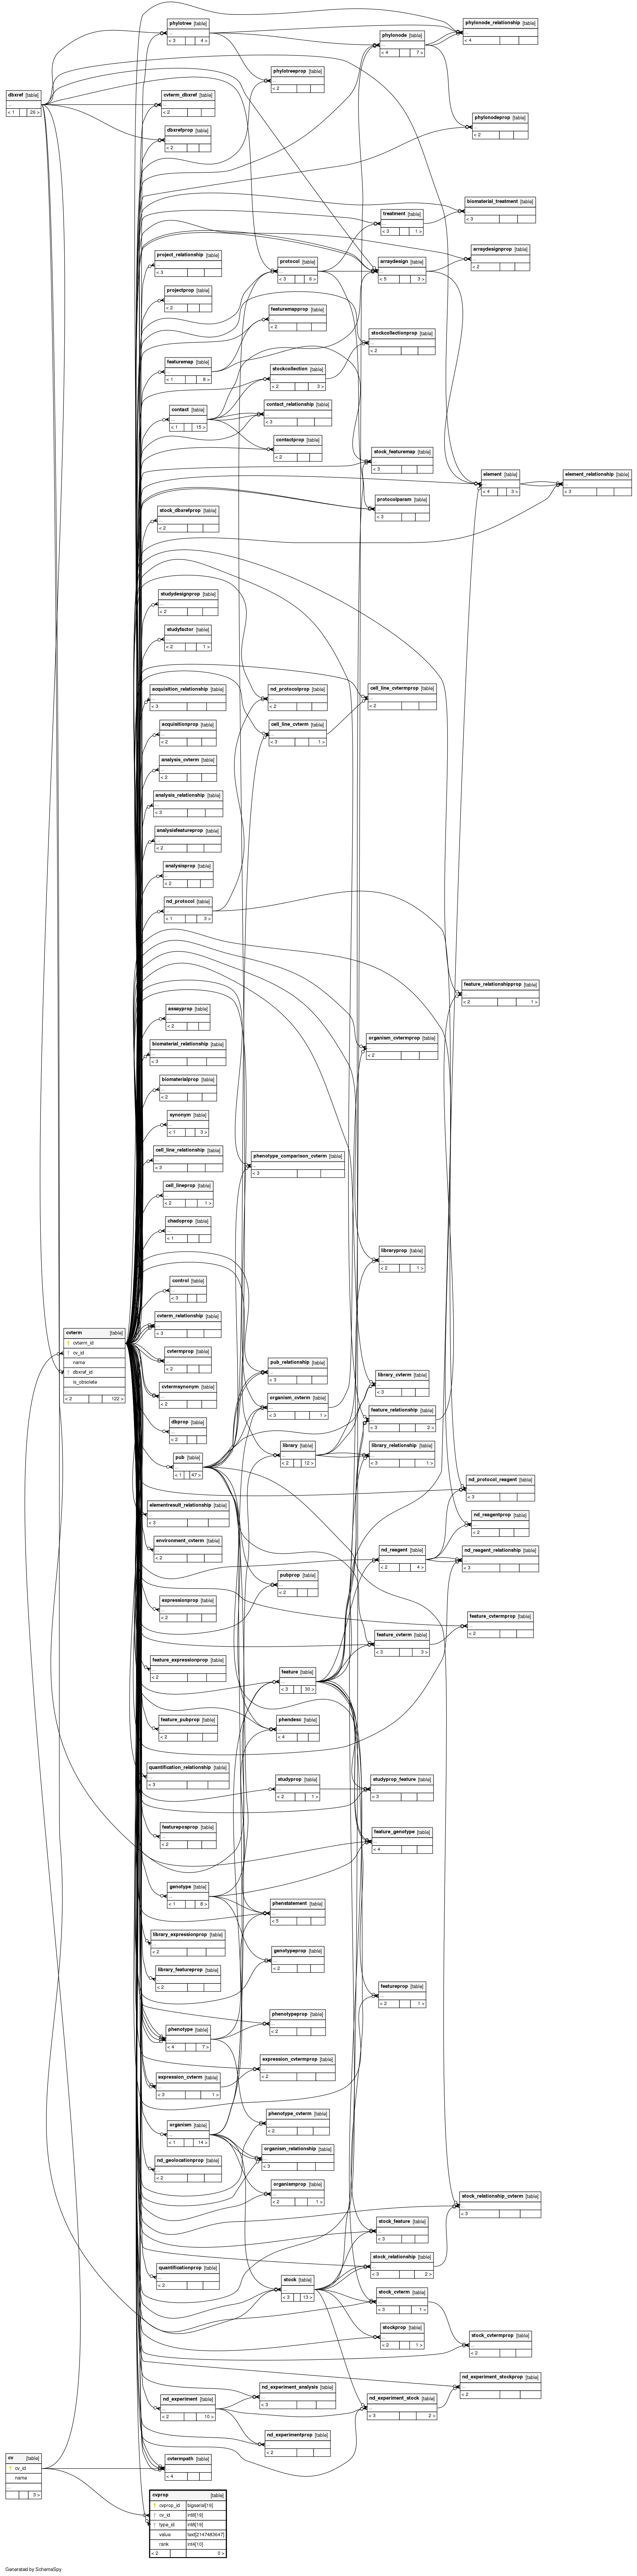 phylotree [table]
...
< 3 4 >
phylonode_relationship [table]
...
< 4
phylonode [table]
...
< 4 7 >
phylotreeprop [table]
...
< 2
dbxref [table]
...
< 1 26 >
cvterm_dbxref [table]
...
< 2
phylonodeprop [table]
...
< 2
dbxrefprop [table]
...
< 2
biomaterial_treatment [table]
...
< 3
treatment [table]
...
< 3 1 >
arraydesignprop [table]
...
< 2
project_relationship [table]
...
< 3
protocol [table]
...
< 3 6 >
arraydesign [table]
...
< 5 3 >
projectprop [table]
...
< 2
featuremapprop [table]
...
< 2
stockcollectionprop [table]
...
< 2
featuremap [table]
...
< 1 8 >
stockcollection [table]
...
< 2 3 >
contact [table]
...
< 1 15 >
contact_relationship [table]
...
< 3
contactprop [table]
...
< 2
stock_featuremap [table]
...
< 3
element [table]
...
< 4 3 >
element_relationship [table]
...
< 3
protocolparam [table]
...
< 3
stock_dbxrefprop [table]
...
< 2
studydesignprop [table]
...
< 2
studyfactor [table]
...
< 2 1 >
acquisition_relationship [table]
...
< 3
nd_protocolprop [table]
...
< 2
cell_line_cvtermprop [table]
...
< 2
acquisitionprop [table]
...
< 2
cell_line_cvterm [table]
...
< 3 1 >
analysis_cvterm [table]
...
< 2
analysis_relationship [table]
...
< 3
analysisfeatureprop [table]
...
< 2
analysisprop [table]
...
< 2
nd_protocol [table]
...
< 1 3 >
feature_relationshipprop [table]
...
< 2 1 >
assayprop [table]
...
< 2
biomaterial_relationship [table]
...
< 3
organism_cvtermprop [table]
...
< 2
biomaterialprop [table]
...
< 2
synonym [table]
...
< 1 3 >
cell_line_relationship [table]
...
< 3
phenotype_comparison_cvterm [table]
...
< 3
cell_lineprop [table]
...
< 2 1 >
chadoprop [table]
...
< 1
libraryprop [table]
...
< 2 1 >
control [table]
...
< 3
cvterm [table]
cvterm_id
cv_id
name
dbxref_id
is_obsolete
...
< 2 122 >
cvterm_relationship [table]
...
< 3
cvtermprop [table]
...
< 2
pub_relationship [table]
...
< 3
library_cvterm [table]
...
< 3
cvtermsynonym [table]
...
< 2
organism_cvterm [table]
...
< 3 1 >
feature_relationship [table]
...
< 3 2 >
dbprop [table]
...
< 2
library [table]
...
< 2 12 >
library_relationship [table]
...
< 3 1 >
pub [table]
...
< 1 47 >
nd_protocol_reagent [table]
...
< 3
elementresult_relationship [table]
...
< 3
nd_reagentprop [table]
...
< 2
environment_cvterm [table]
...
< 2
nd_reagent [table]
...
< 2 4 >
nd_reagent_relationship [table]
...
< 3
pubprop [table]
...
< 2
expressionprop [table]
...
< 2
feature_cvtermprop [table]
...
< 2
feature_cvterm [table]
...
< 3 3 >
feature_expressionprop [table]
...
< 2
feature [table]
...
< 3 30 >
feature_pubprop [table]
...
< 2
phendesc [table]
...
< 4
quantification_relationship [table]
...
< 3
studyprop [table]
...
< 2 1 >
studyprop_feature [table]
...
< 3
featureposprop [table]
...
< 2
feature_genotype [table]
...
< 4
genotype [table]
...
< 1 6 >
phenstatement [table]
...
< 5
library_expressionprop [table]
...
< 2
genotypeprop [table]
...
< 2
library_featureprop [table]
...
< 2
featureprop [table]
...
< 2 1 >
phenotype [table]
...
< 4 7 >
phenotypeprop [table]
...
< 2
expression_cvterm [table]
...
< 3 1 >
expression_cvtermprop [table]
...
< 2
organism [table]
...
< 1 14 >
phenotype_cvterm [table]
...
< 2
nd_geolocationprop [table]
...
< 2
organism_relationship [table]
...
< 3
organismprop [table]
...
< 2 1 >
stock_relationship_cvterm [table]
...
< 3
stock_feature [table]
...
< 3
quantificationprop [table]
...
< 2
stock_relationship [table]
...
< 3 2 >
stock [table]
...
< 3 13 >
stock_cvterm [table]
...
< 3 1 >
stockprop [table]
...
< 2 1 >
stock_cvtermprop [table]
...
< 2
nd_experiment_analysis [table]
...
< 3
nd_experiment_stockprop [table]
...
< 2
nd_experiment [table]
...
< 2 10 >
nd_experiment_stock [table]
...
< 3 2 >
nd_experimentprop [table]
...
< 2
cv [table]
cv_id
name
...
3 >
cvtermpath [table]
...
< 4
cvprop [table]
cvprop_id bigserial[19]
cv_id int8[19]
type_id int8[19]
value text[2147483647]
rank int4[10]
< 2 0 >
Generated by SchemaSpy